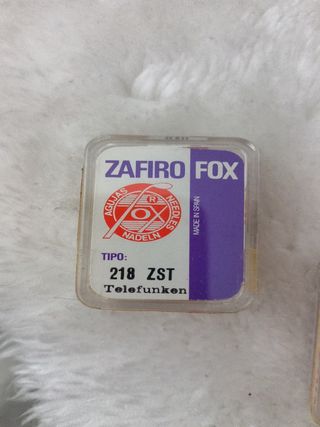 ZAFIRO FOX
AGUJAS
NEEDLES
NADELN
FOX
R
MADE IN SPAIN
TIPO:
218 ZST
Telefunken